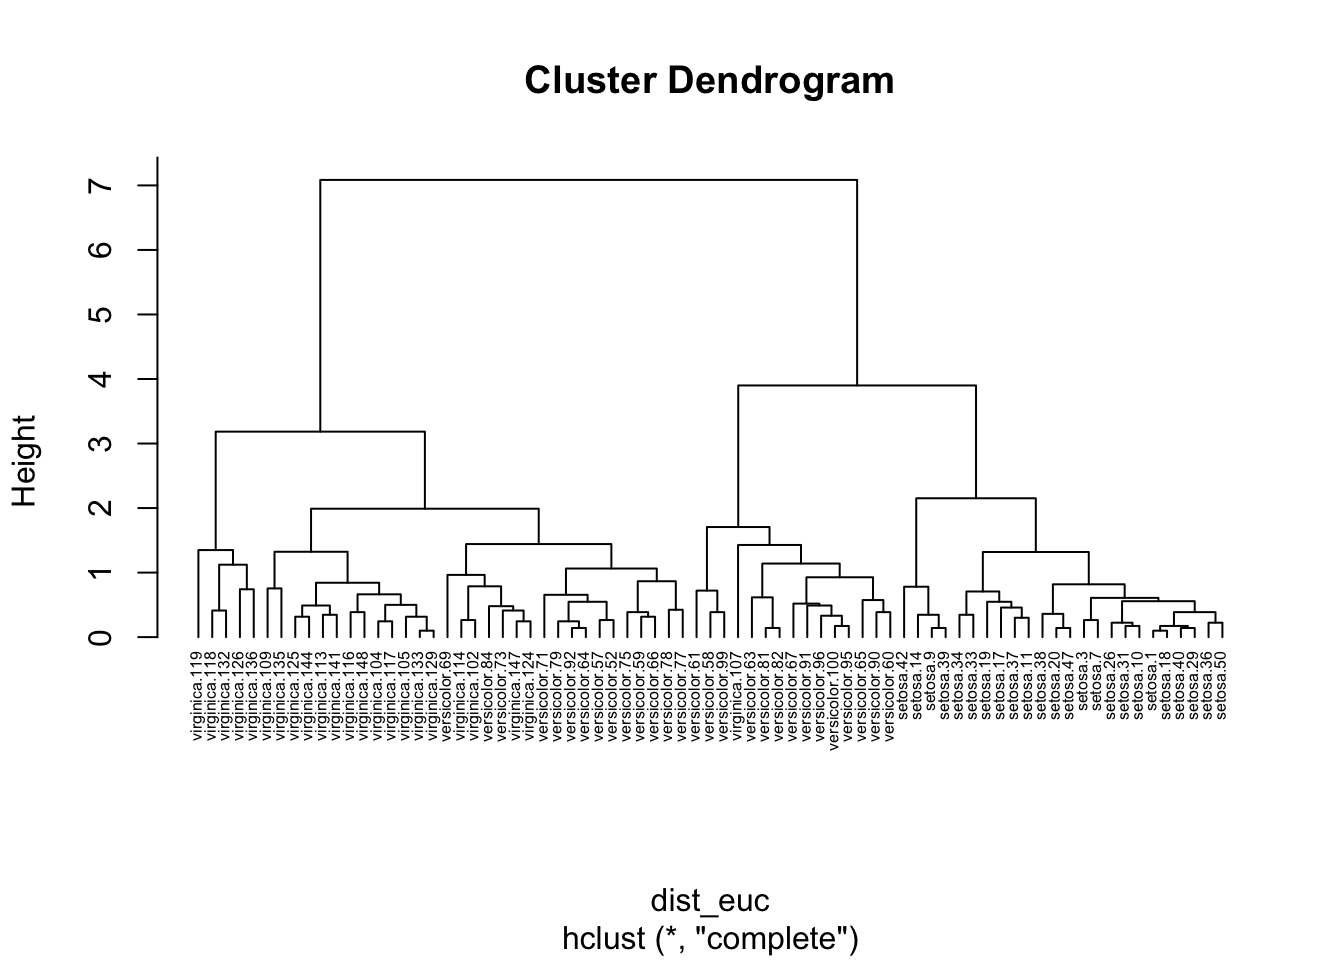 Cluster Dendrogram
Height
7
6
5
4
3
2
1
0
virginica.119
virginica.118
virginica.132
virginica.126
virginica.136
virginica.109
virginica.135
virginica.125
virginica.144
virginica.113
virginica.141
virginica.116
virginica.148
virginica.104
virginica.117
virginica.105
virginica.133
virginica.129
versicolor.69
virginica.114
virginica.102
versicolor.84
versicolor.73
virginica.147
virginica.124
versicolor.71
versicolor.79
versicolor.92
versicolor.64
versicolor.57
versicolor.52
versicolor.75
versicolor.59
versicolor.66
versicolor.78
versicolor.77
versicolor.61
versicolor.58
versicolor.99
virginica.107
versicolor.63
versicolor.81
versicolor.82
versicolor.67
versicolor.91
versicolor.96
versicolor.100
versicolor.95
versicolor.65
versicolor.90
versicolor.60
setosa.42
setosa.14
setosa.9
setosa.39
setosa.34
setosa.33
setosa.19
setosa.17
setosa.37
setosa.11
setosa.38
setosa.20
setosa.47
setosa.3
setosa.7
setosa.26
setosa.31
setosa.10
setosa.1
setosa.18
setosa.40
setosa.29
setosa.36
setosa.50
dist_euc
hclust (*, "complete")